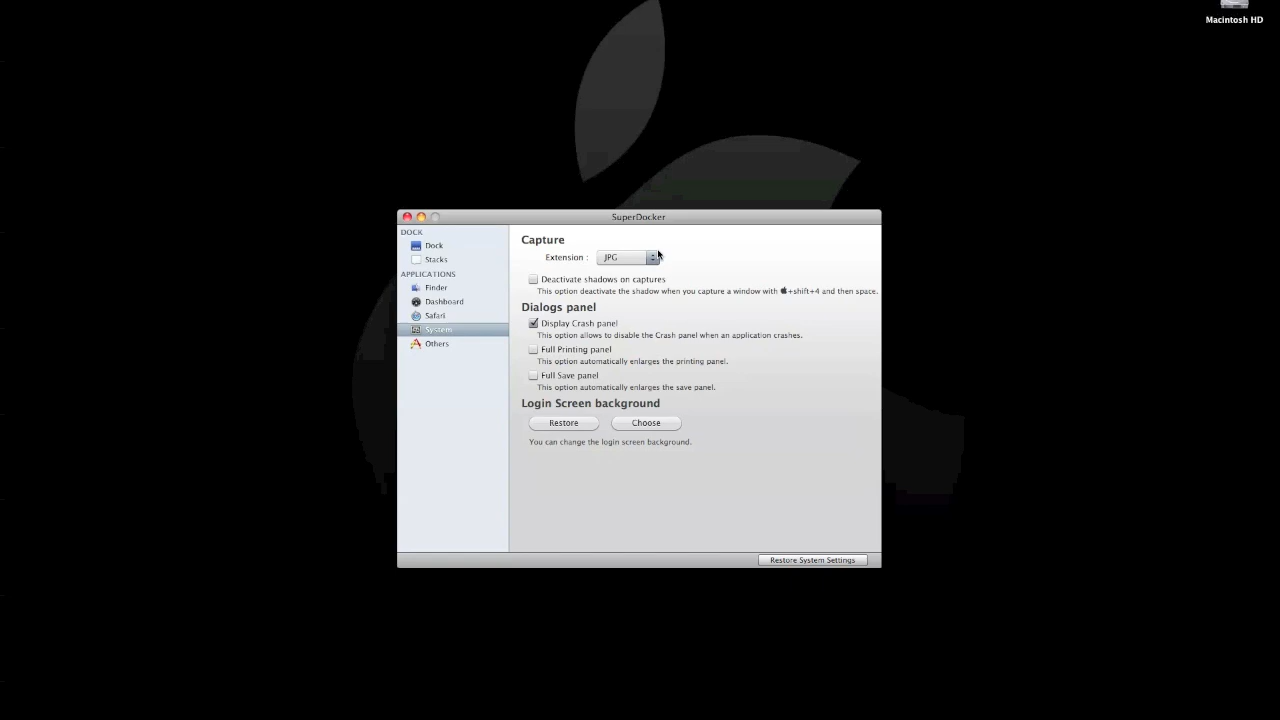 Macintosh HD
SuperDocker
DOCK
Dock
Stacks
APPLICATIONS
Finder
Dashboard
Safari
System
Others
Capture
Extension : JPG
Deactivate shadows on captures
This option deactivate the shadow when you capture a window with +shift+4 and then space.
Dialogs panel
Display Crash panel
This option allows to disable the Crash panel when an application crashes.
Full Printing panel
This option automatically enlarges the printing panel.
Full Save panel
This option automatically enlarges the save panel.
Login Screen background
Restore Choose
You can change the login screen background.
Restore System Settings